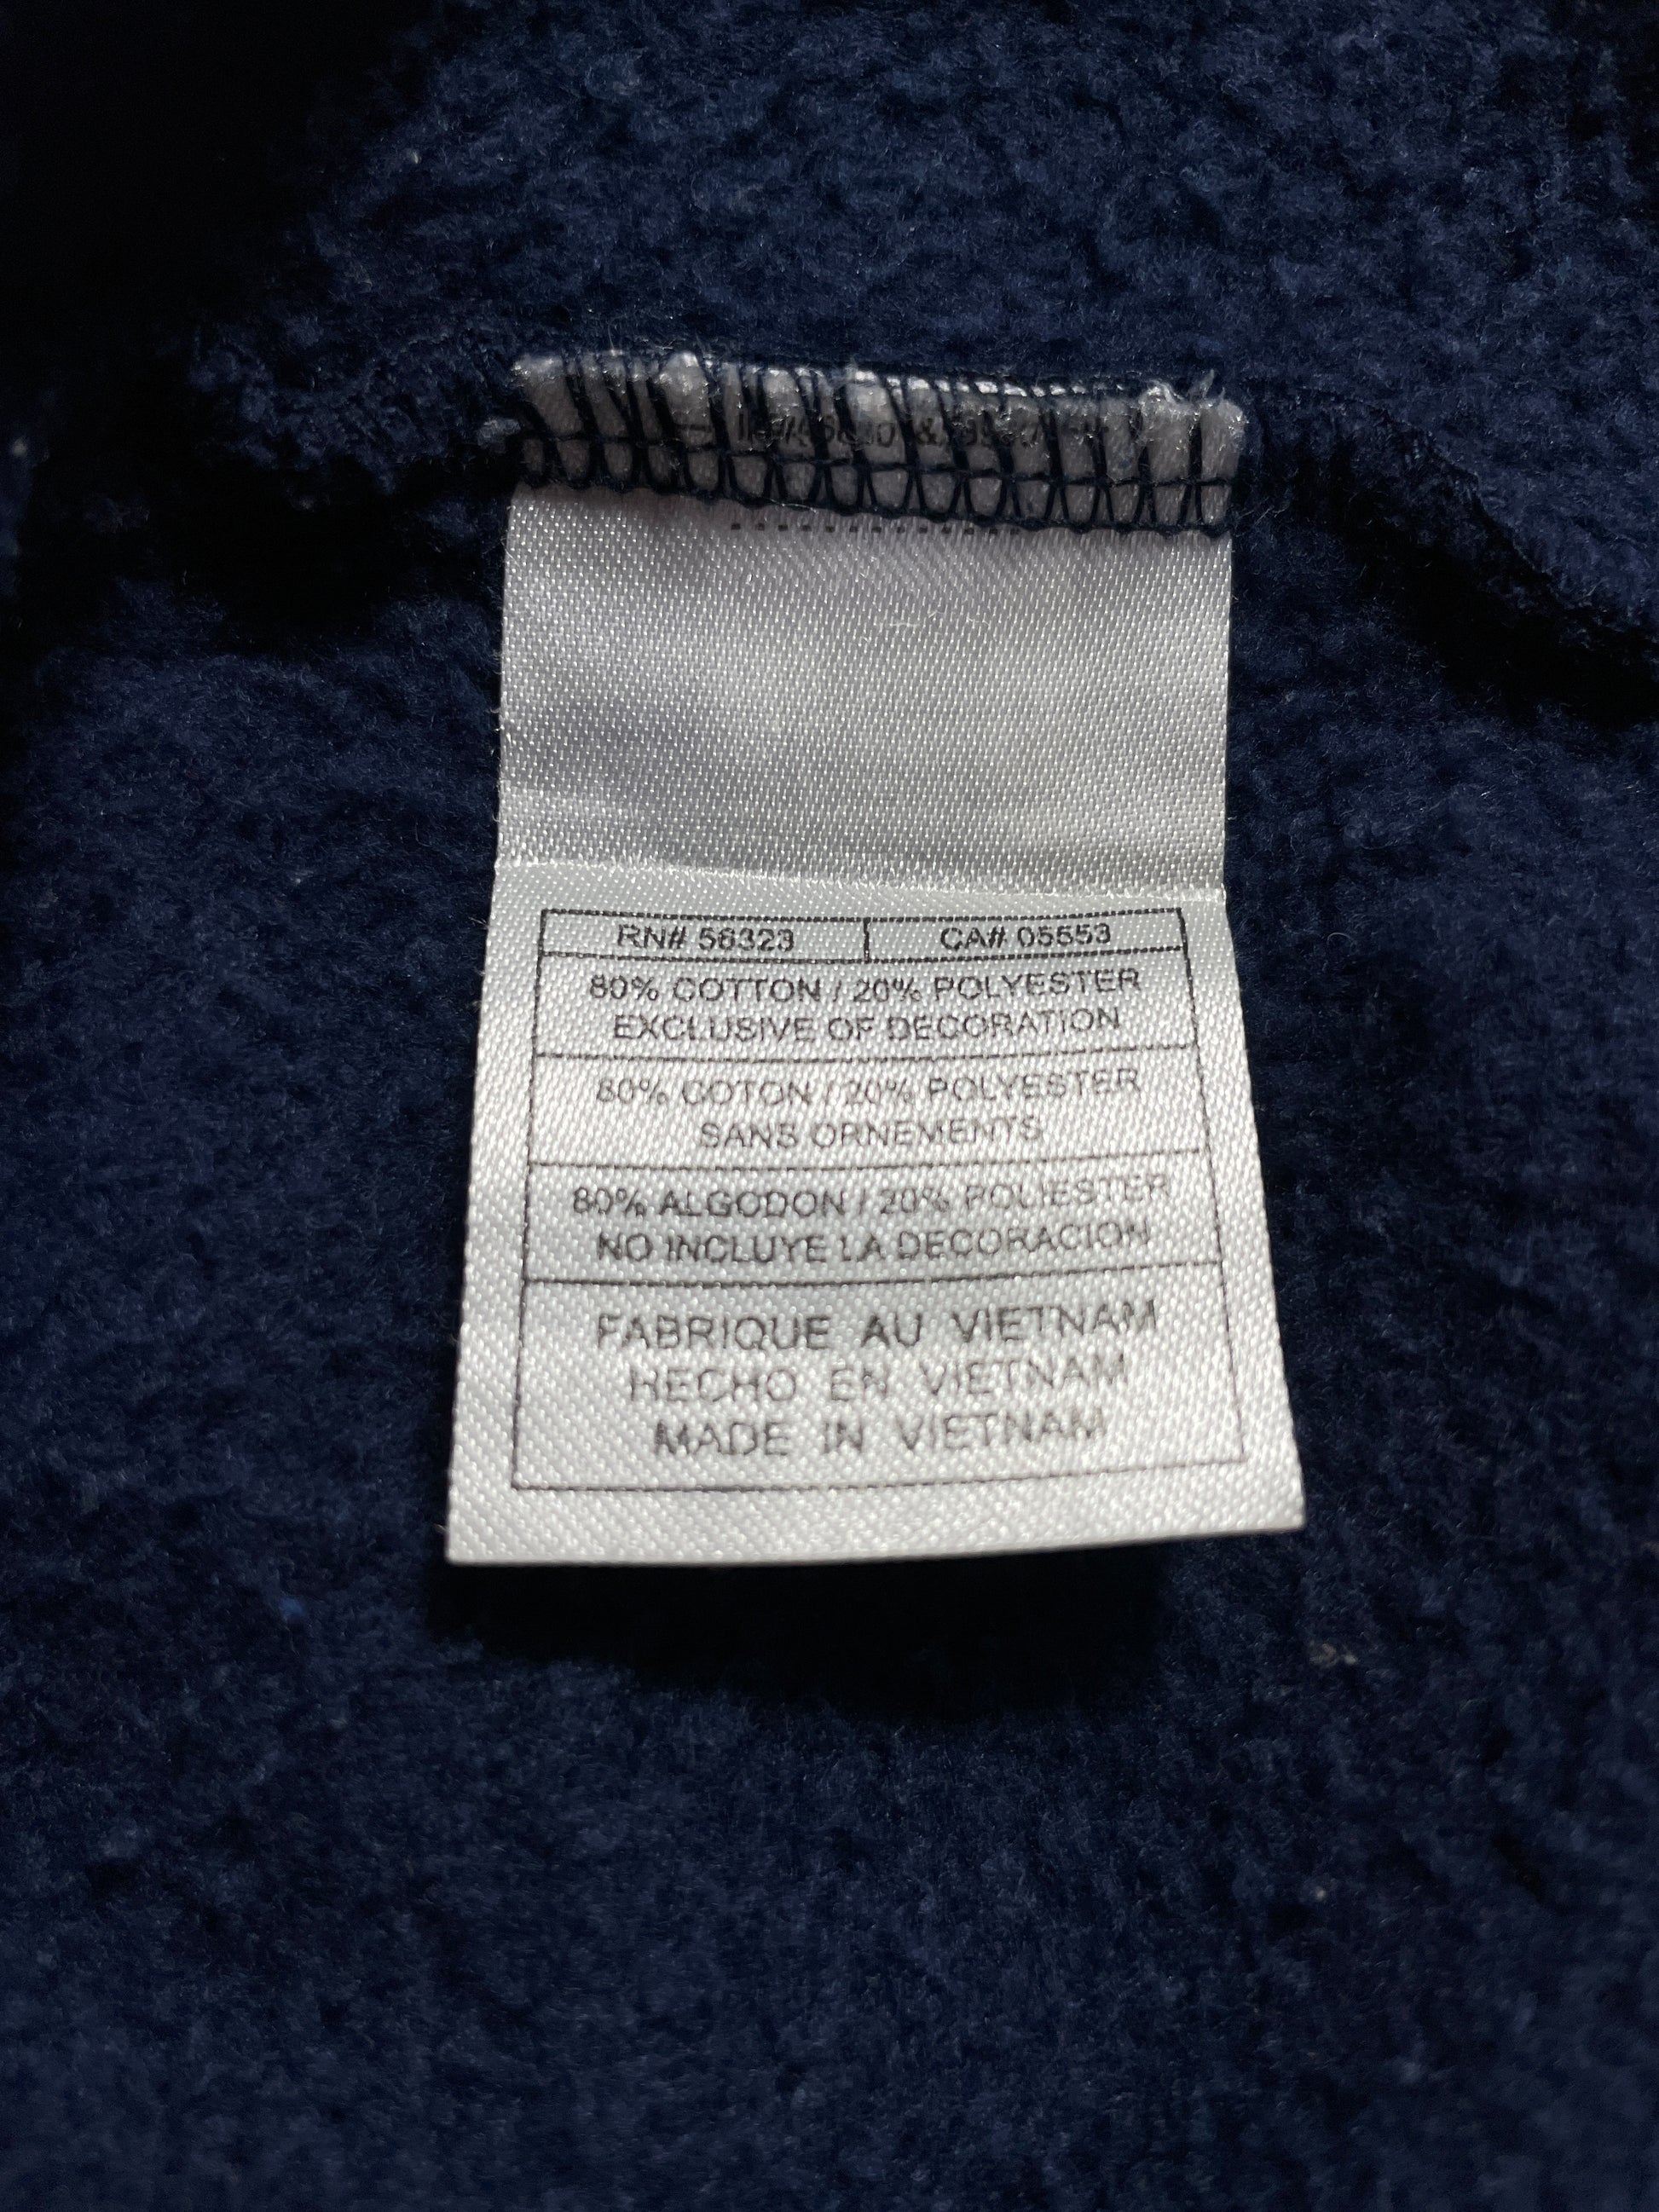 RN# 56323 CA# 05553
80% COTTON / 20% POLYESTER
EXCLUSIVE OF DECORATION
80% COTON / 20% POLYESTER
SANS ORNEMENTS
80% ALGODON / 20% POLIESTER
NO INCLUYE LA DECORACION
FABRIQUE AU VIETNAM
HECHO EN VIETNAM
MADE IN VIETNAM